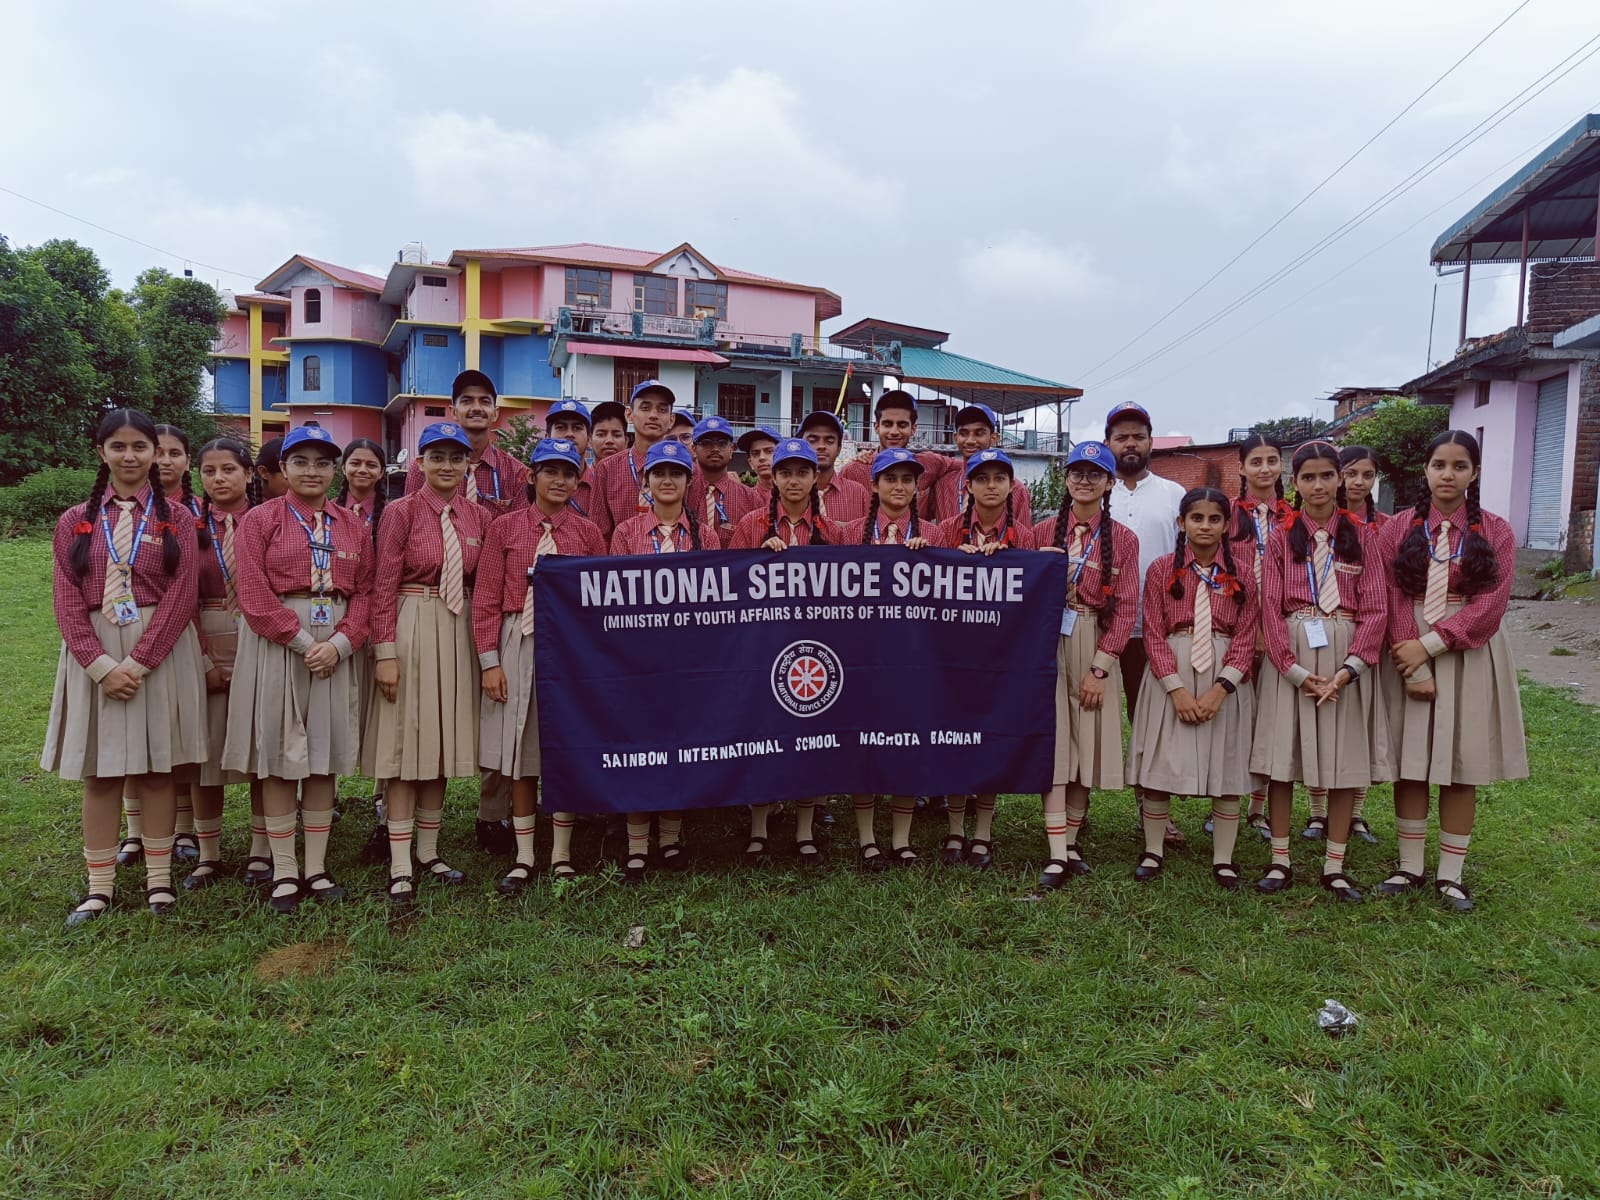 NATIONAL SERVICE SCHEME
(MINISTRY OF YOUTH AFFAIRS & SPORTS OF THE GOVT. OF INDIA)
राष्ट्रीय सेवा योजना
NATIONAL SERVICE SCHEME
RAINBOW INTERNATIONAL SCHOOL NAGROTA BAGWAN